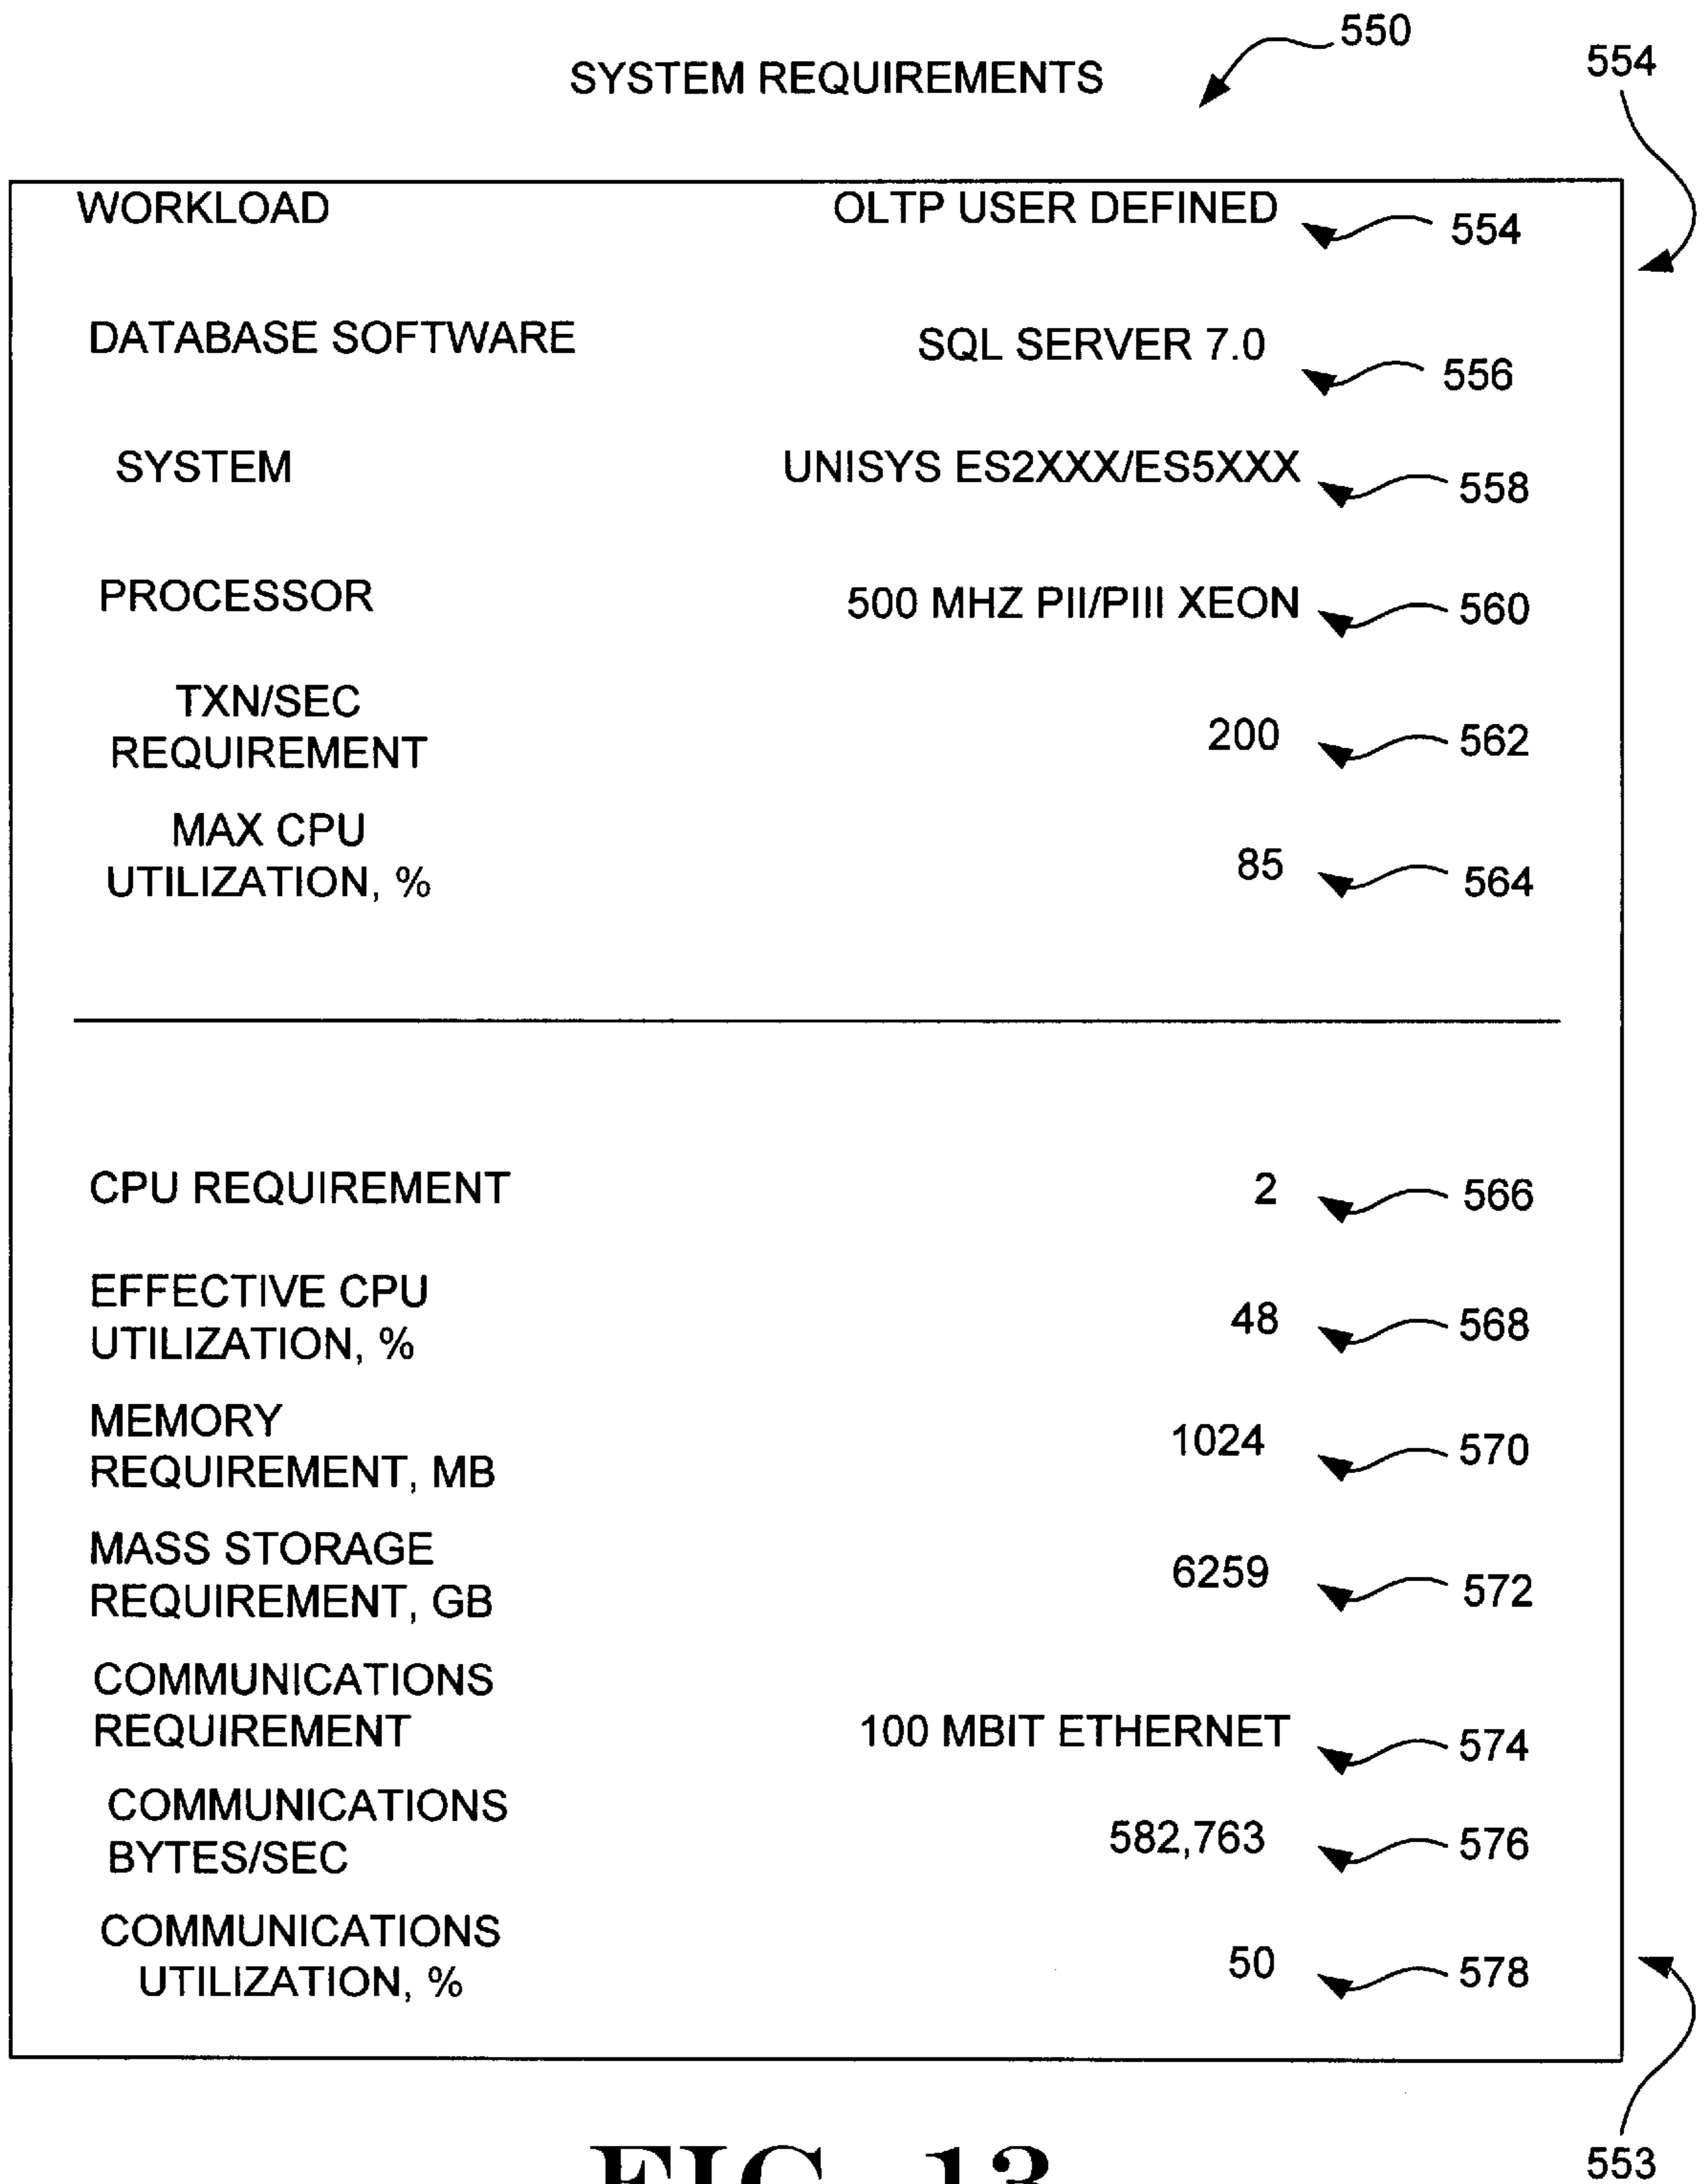 550
SYSTEM REQUIREMENTS
554
WORKLOAD
OLTP USER DEFINED
554
DATABASE SOFTWARE
SQL SERVER 7.0
556
SYSTEM
UNISYS ES2XXX/ES5XXX
558
PROCESSOR
500 MHZ PII/PIII XEON
560
TXN/SEC
REQUIREMENT
200
562
MAX CPU
UTILIZATION, %
85
564
CPU REQUIREMENT
2
566
EFFECTIVE CPU
UTILIZATION, %
48
568
MEMORY
REQUIREMENT, MB
1024
570
MASS STORAGE
REQUIREMENT, GB
6259
572
COMMUNICATIONS
REQUIREMENT
100 MBIT ETHERNET
574
COMMUNICATIONS
BYTES/SEC
582,763
576
COMMUNICATIONS
UTILIZATION, %
50
578
553
FIG. 13